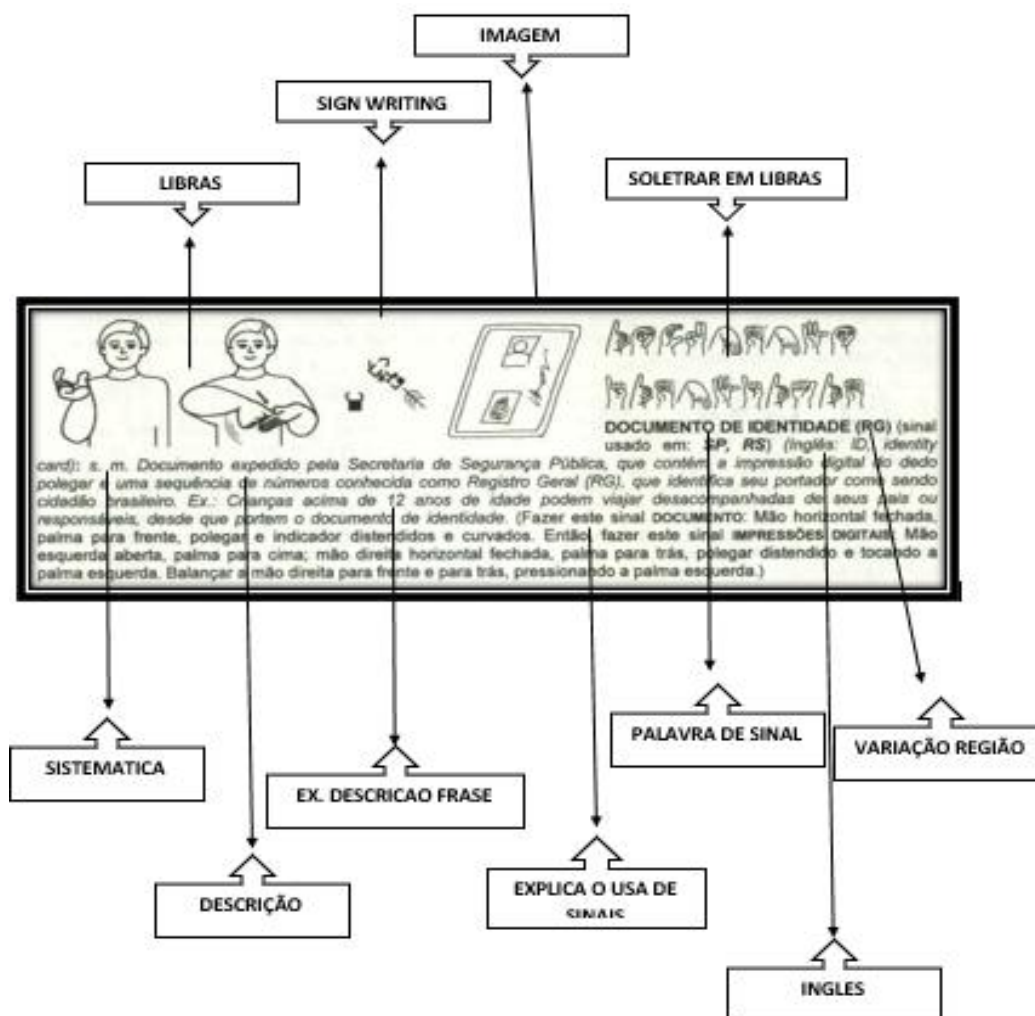 IMAGEM
SIGN WRITING
LIBRAS
SOLETRAR EM LIBRAS
DOCUMENTO DE IDENTIDADE (RG) (sinal
usado em: SP, RS) (Inglês: ID, identity
card): s. m. Documento expedido pela Secretaria de Segurança Pública, que contém a impressão digital do dedo
polegar e uma sequência de números conhecida como Registro Geral (RG), que identifica seu portador como sendo
cidadão brasileiro. Ex.: Crianças acima de 12 anos de idade podem viajar desacompanhadas de seus pais ou
responsáveis, desde que portem o documento de identidade. (Fazer este sinal DOCUMENTO: Mão horizontal fechada,
palma para frente, polegar e indicador distendidos e curvados. Então, fazer este sinal IMPRESSÕES DIGITAIS: Mão
esquerda aberta, palma para cima; mão direita horizontal fechada, palma para trás, polegar distendido e tocando a
palma esquerda. Balançar a mão direita para frente e para trás, pressionando a palma esquerda.)
PALAVRA DE SINAL
VARIAÇÃO REGIÃO
SISTEMATICA
EX. DESCRICAO FRASE
DESCRIÇÃO
EXPLICA O USA DE
SINAIS
INGLES